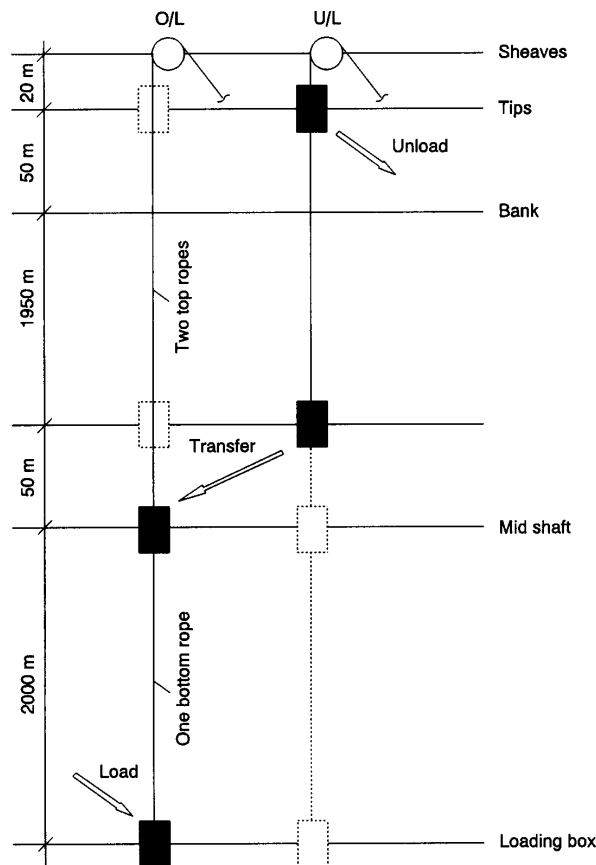 O/L
U/L
Sheaves
20 m
Tips
Unload
50 m
Bank
Two top ropes
1950 m
Transfer
50 m
Mid shaft
One bottom rope
2000 m
Load
Loading box